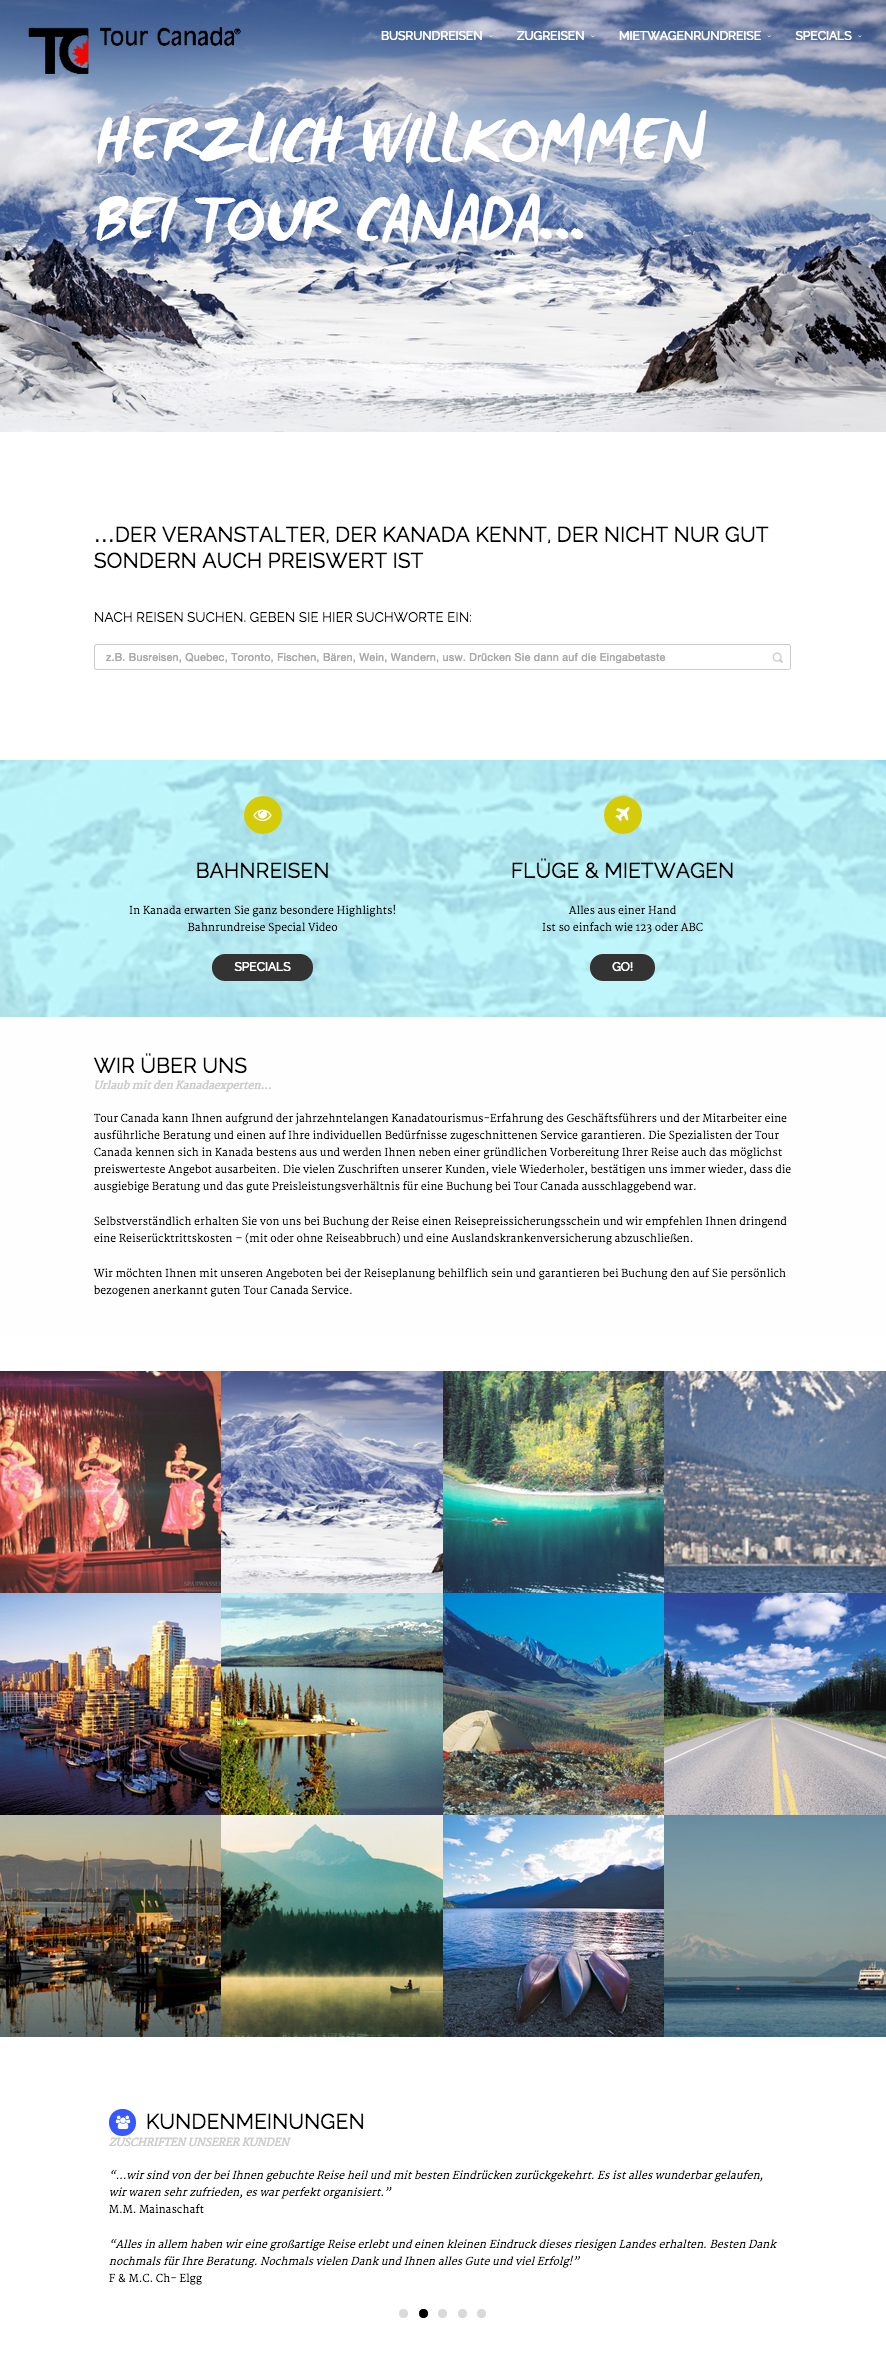 Tour Canada®
BUSRUNDREISEN
ZUGREISEN
MIETWAGENRUNDREISE
SPECIALS
HERZLICH WILLKOMMEN
BEI TOUR CANADA...
...DER VERANSTALTER, DER KANADA KENNT, DER NICHT NUR GUT
SONDERN AUCH PREISWERT IST
NACH REISEN SUCHEN. GEBEN SIE HIER SUCHWORTE EIN:
z.B. Busreisen, Quebec, Toronto, Fischen, Bären, Wein, Wandern, usw. Drücken Sie dann auf die Eingabetaste
BAHNREISEN
In Kanada erwarten Sie ganz besondere Highlights!
Bahnrundreise Special Video
SPECIALS
FLÜGE & MIETWAGEN
Alles aus einer Hand
Ist so einfach wie 123 oder ABC
GO!
WIR ÜBER UNS
Urlaub mit den Kanadaexperten...
Tour Canada kann Ihnen aufgrund der jahrzehntelangen Kanadatourismus-Erfahrung des Geschäftsführers und der Mitarbeiter eine
ausführliche Beratung und einen auf Ihre individuellen Bedürfnisse zugeschnittenen Service garantieren. Die Spezialisten der Tour
Canada kennen sich in Kanada bestens aus und werden Ihnen neben einer gründlichen Vorbereitung Ihrer Reise auch das möglichst
preiswerteste Angebot ausarbeiten. Die vielen Zuschriften unserer Kunden, viele Wiederholer, bestätigen uns immer wieder, dass die
ausgiebige Beratung und das gute Preisleistungsverhältnis für eine Buchung bei Tour Canada ausschlaggebend war.
Selbstverständlich erhalten Sie von uns bei Buchung der Reise einen Reisepreissicherungsschein und wir empfehlen Ihnen dringend
eine Reiserücktrittskosten – (mit oder ohne Reiseabbruch) und eine Auslandskrankenversicherung abzuschließen.
Wir möchten Ihnen mit unseren Angeboten bei der Reiseplanung behilflich sein und garantieren bei Buchung den auf Sie persönlich
bezogenen anerkannt guten Tour Canada Service.
KUNDENMEINUNGEN
ZUSCHRIFTEN UNSERER KUNDEN
“...wir sind von der bei Ihnen gebuchte Reise heil und mit besten Eindrücken zurückgekehrt. Es ist alles wunderbar gelaufen,
wir waren sehr zufrieden, es war perfekt organisiert.”
M.M. Mainaschaft
“Alles in allem haben wir eine großartige Reise erlebt und einen kleinen Eindruck dieses riesigen Landes erhalten. Besten Dank
nochmals für Ihre Beratung. Nochmals vielen Dank und Ihnen alles Gute und viel Erfolg!”
F & M.C. Ch- Elgg